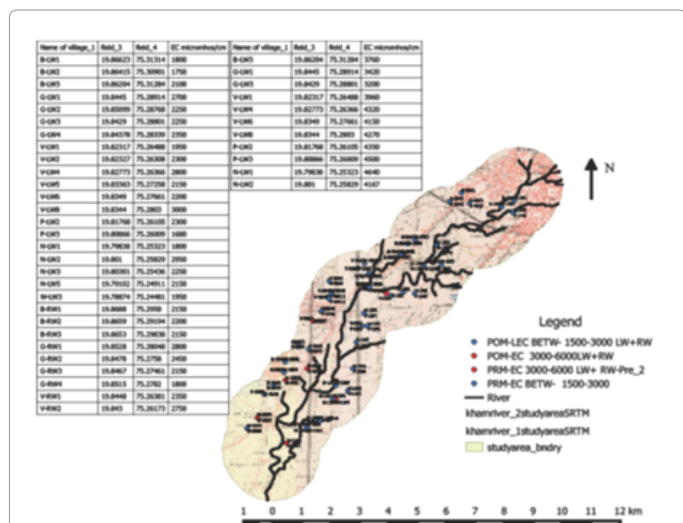 Name of village_1 field_3 field_4 EC micromhos/cm
B-LW1 19.86623 75.31314 1800
B-LW2 19.86415 75.30901 1750
B-LW3 19.86204 75.31284 2100
G-LW1 19.8445 75.28914 2700
G-LW2 19.85099 75.28768 2250
G-LW3 19.8429 75.28801 2250
G-LW4 19.84378 75.28339 2350
V-LW1 19.82317 75.26488 1950
V-LW2 19.82327 75.26308 2300
V-LW4 19.82773 75.26366 2800
V-LW5 19.83363 75.27258 2150
V-LW6 19.8349 75.27661 2200
V-LW8 19.8344 75.2803 3000
P-LW2 19.81768 75.26105 2300
P-LW3 19.80866 75.26009 1680
N-LW1 19.79838 75.25323 1800
N-LW2 19.801 75.25829 2950
N-LW3 19.80301 75.25436 2250
N-LW5 19.79102 75.24911 2150
W-LW3 19.78874 75.24481 1950
B-RW1 19.8688 75.2958 2150
B-RW2 19.8659 75.29194 2200
B-RW3 19.8653 75.29838 2150
G-RW1 19.8528 75.28048 2800
G-RW2 19.8478 75.2758 2450
G-RW3 19.8467 75.27461 2150
G-RW4 19.8515 75.2782 1800
V-RW1 19.8448 75.26381 2350
V-RW2 19.843 75.26173 2750
Name of village_1 field_3 field_4 EC micromhos/cm
B-LW3 19.86204 75.31284 3760
G-LW1 19.8445 75.28914 3420
G-LW3 19.8429 75.28801 3200
V-LW1 19.82317 75.26488 3960
V-LW4 19.82773 75.26366 4320
V-LW6 19.8349 75.27661 4150
V-LW8 19.8344 75.2803 4270
P-LW2 19.81768 75.26105 4350
P-LW3 19.80866 75.26009 4500
N-LW1 19.79838 75.25323 4640
N-LW2 19.801 75.25829 4167
N
Legend
POM-LEC BETW- 1500-3000 LW+RW
POM-EC 3000-6000LW+RW
PRM-EC 3000-6000 LW+ RW-Pre_2
PRM-EC BETW- 1500-3000
River
khamriver_2studyareaSRTM
khamriver_1studyareaSRTM
studyarea_bndry
1 0 1 2 3 4 5 6 7 8 9 10 11 12 km